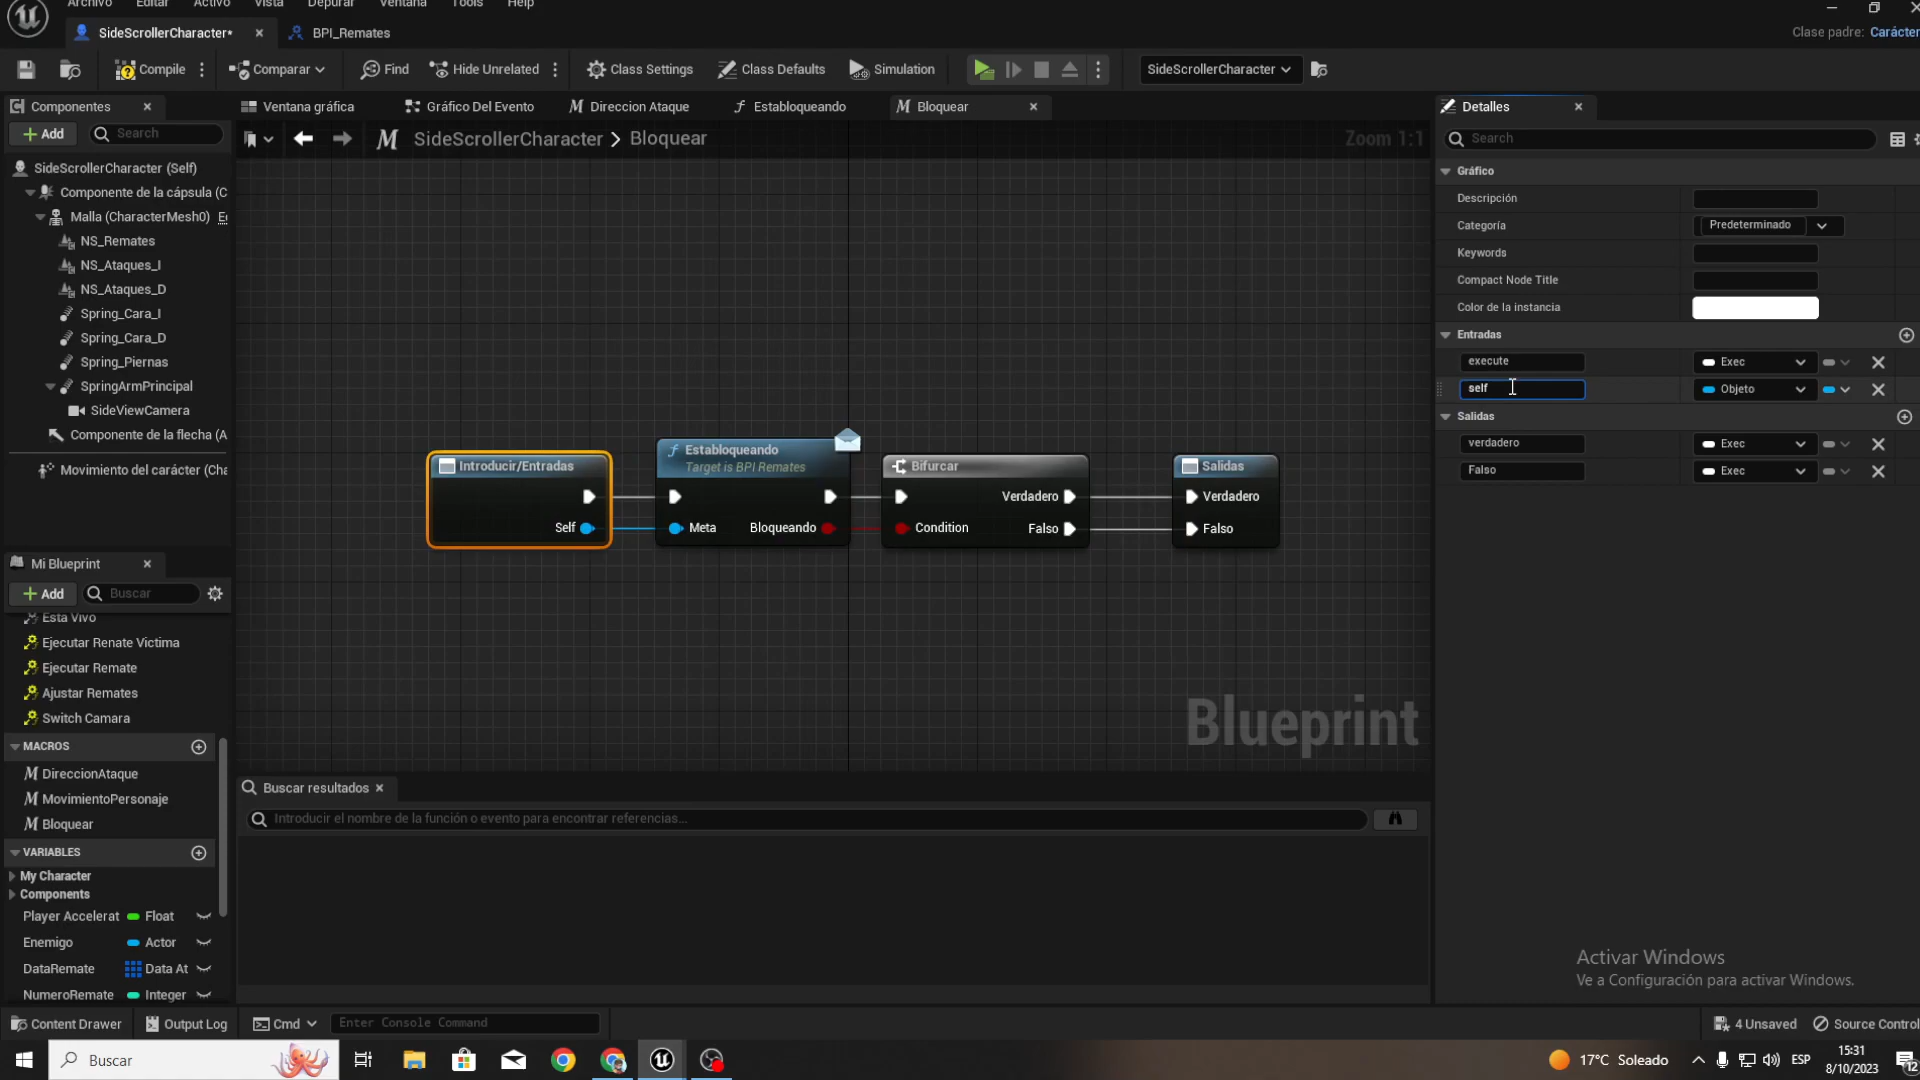 Archivo Editar Activo Vista Depurar Ventana Tools Help
SideScrollerCharacter* BPI_Remates Clase padre: Carácter
Compile Comparar Find Hide Unrelated Class Settings Class Defaults Simulation SideScrollerCharacter
Componentes Ventana gráfica Gráfico Del Evento Direccion Ataque Establoqueando Bloquear Detalles
Add Search SideScrollerCharacter > Bloquear Zoom 1:1 Search
SideScrollerCharacter (Self)
Componente de la cápsula (C
Malla (CharacterMesh0) E
NS_Remates
NS_Ataques_I
NS_Ataques_D
Spring_Cara_I
Spring_Cara_D
Spring_Piernas
SpringArmPrincipal
SideViewCamera
Componente de la flecha (A
Movimiento del carácter (Cha
Gráfico
Descripción
Categoría Predeterminado
Keywords
Compact Node Title
Color de la instancia
Entradas
execute Exec
self Objeto
Salidas
verdadero Exec
Falso Exec
Introducir/Entradas
Self
Establoqueando
Target is BPI Remates
Meta Bloqueando
Bifurcar
Verdadero
Condition Falso
Salidas
Verdadero
Falso
Blueprint
Mi Blueprint
Add Buscar
Esta Vivo
Ejecutar Renate Victima
Ejecutar Remate
Ajustar Remates
Switch Camara
MACROS
DireccionAtaque
MovimientoPersonaje
Bloquear
VARIABLES
My Character
Components
Player Accelerat Float
Enemigo Actor
DataRemate Data At
NumeroRemate Integer
Buscar resultados
Introducir el nombre de la función o evento para encontrar referencias...
Activar Windows
Ve a Configuración para activar Windows.
Content Drawer Output Log Cmd Enter Console Command 4 Unsaved Source Control
Buscar 17°C Soleado ESP 15:31
8/10/2023 12